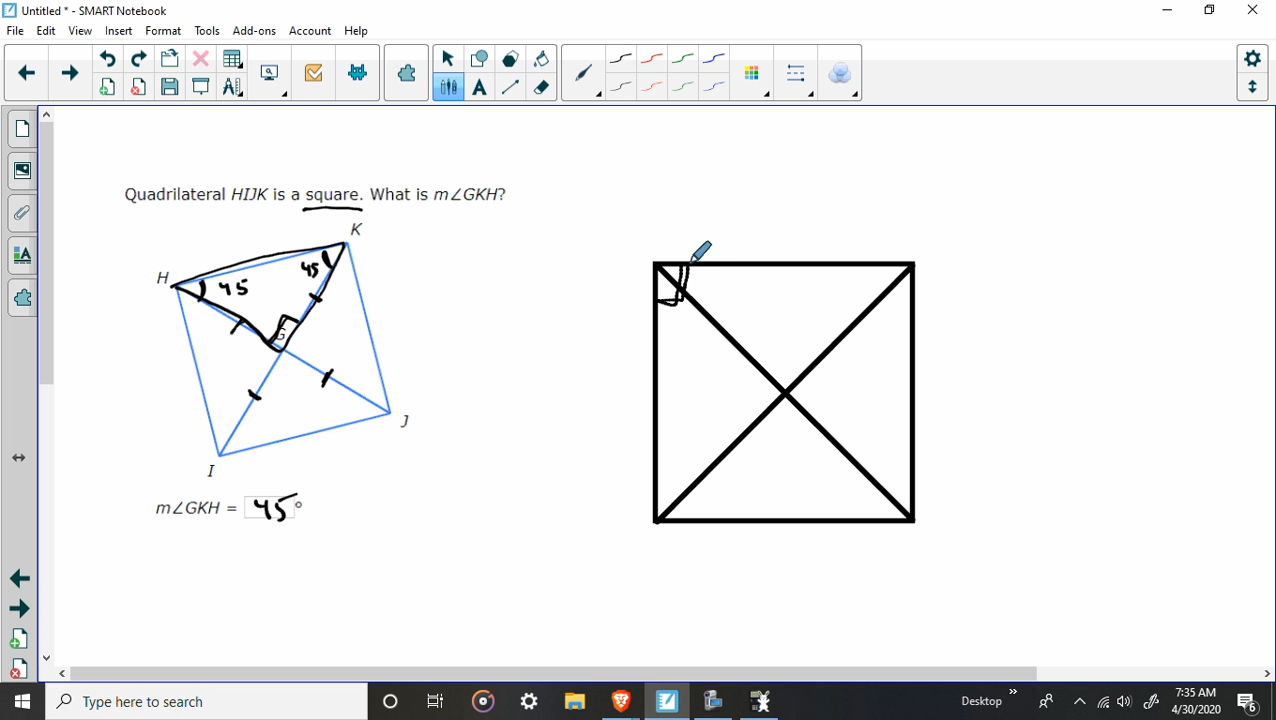 Untitled * - SMART Notebook
File Edit View Insert Format Tools Add-ons Account Help
Quadrilateral HIJK is a square. What is m∠GKH?
K
H
45
45
G
J
I
m∠GKH = 45°
Type here to search
Desktop
7:35 AM
4/30/2020
6